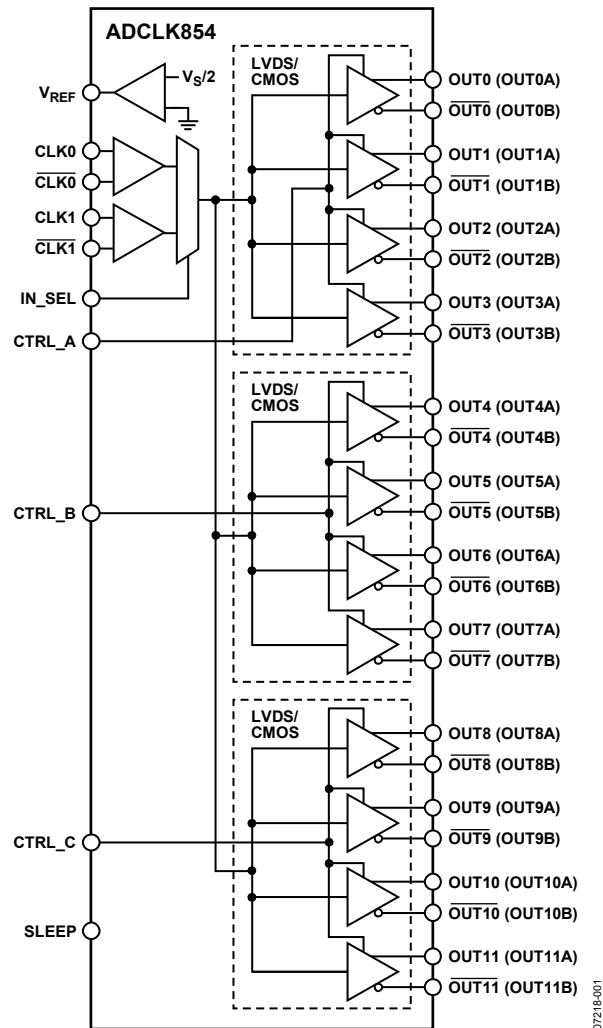 ADCLK854
LVDS/
CMOS
VREF
VS/2
CLK0
CLK0
CLK1
CLK1
IN_SEL
CTRL_A
OUT0 (OUT0A)
OUT0 (OUT0B)
OUT1 (OUT1A)
OUT1 (OUT1B)
OUT2 (OUT2A)
OUT2 (OUT2B)
OUT3 (OUT3A)
OUT3 (OUT3B)
LVDS/
CMOS
CTRL_B
OUT4 (OUT4A)
OUT4 (OUT4B)
OUT5 (OUT5A)
OUT5 (OUT5B)
OUT6 (OUT6A)
OUT6 (OUT6B)
OUT7 (OUT7A)
OUT7 (OUT7B)
LVDS/
CMOS
CTRL_C
SLEEP
OUT8 (OUT8A)
OUT8 (OUT8B)
OUT9 (OUT9A)
OUT9 (OUT9B)
OUT10 (OUT10A)
OUT10 (OUT10B)
OUT11 (OUT11A)
OUT11 (OUT11B)
07218-001